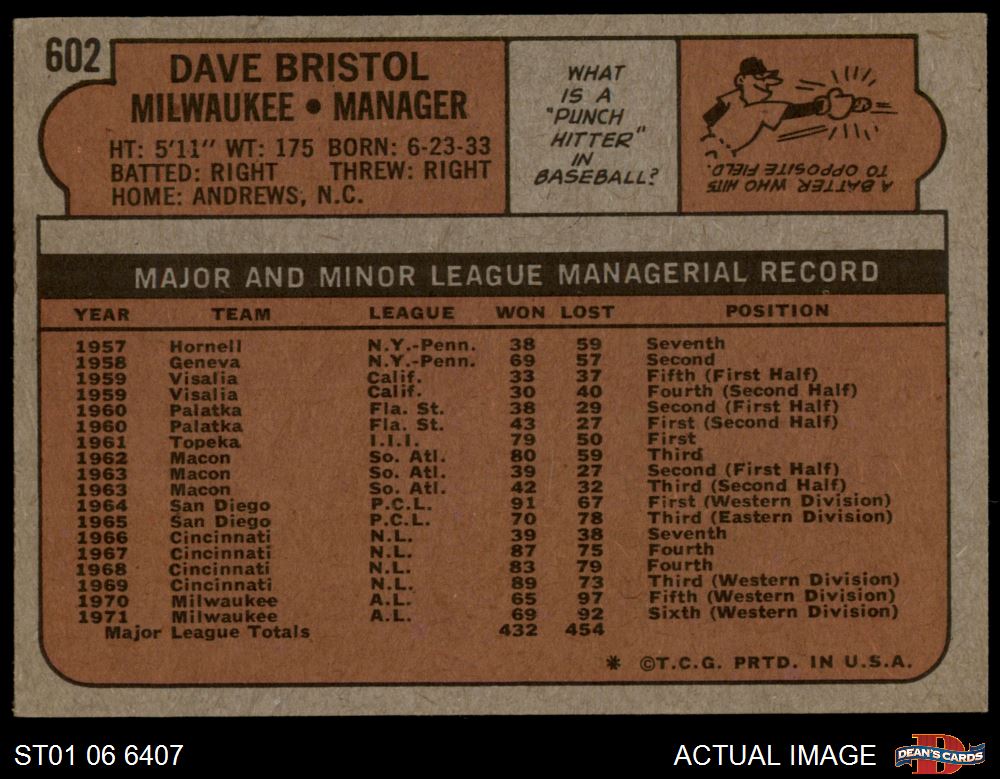 602
DAVE BRISTOL
MILWAUKEE • MANAGER
HT: 5'11" WT: 175 BORN: 6-23-33
BATTED: RIGHT THREW: RIGHT
HOME: ANDREWS, N.C.
WHAT
IS A
"PUNCH
HITTER"
IN
BASEBALL?
A BATTER WHO HITS
TO OPPOSITE FIELD.
MAJOR AND MINOR LEAGUE MANAGERIAL RECORD
YEAR TEAM LEAGUE WON LOST POSITION
1957 Hornell N.Y.-Penn. 38 59 Seventh
1958 Geneva N.Y.-Penn. 69 57 Second
1959 Visalia Calif. 33 37 Fifth (First Half)
1959 Visalia Calif. 30 40 Fourth (Second Half)
1960 Palatka Fla. St. 38 29 Second (First Half)
1960 Palatka Fla. St. 43 27 First (Second Half)
1961 Topeka I.I.I. 79 50 First
1962 Macon So. Atl. 80 59 Third
1963 Macon So. Atl. 39 27 Second (First Half)
1963 Macon So. Atl. 42 32 Third (Second Half)
1964 San Diego P.C.L. 91 67 First (Western Division)
1965 San Diego P.C.L. 70 78 Third (Eastern Division)
1966 Cincinnati N.L. 39 38 Seventh
1967 Cincinnati N.L. 87 75 Fourth
1968 Cincinnati N.L. 83 79 Fourth
1969 Cincinnati N.L. 89 73 Third (Western Division)
1970 Milwaukee A.L. 65 97 Fifth (Western Division)
1971 Milwaukee A.L. 69 92 Sixth (Western Division)
Major League Totals 432 454
* ©T.C.G. PRTD. IN U.S.A.
ST01 06 6407
ACTUAL IMAGE
D
DEAN'S CARDS